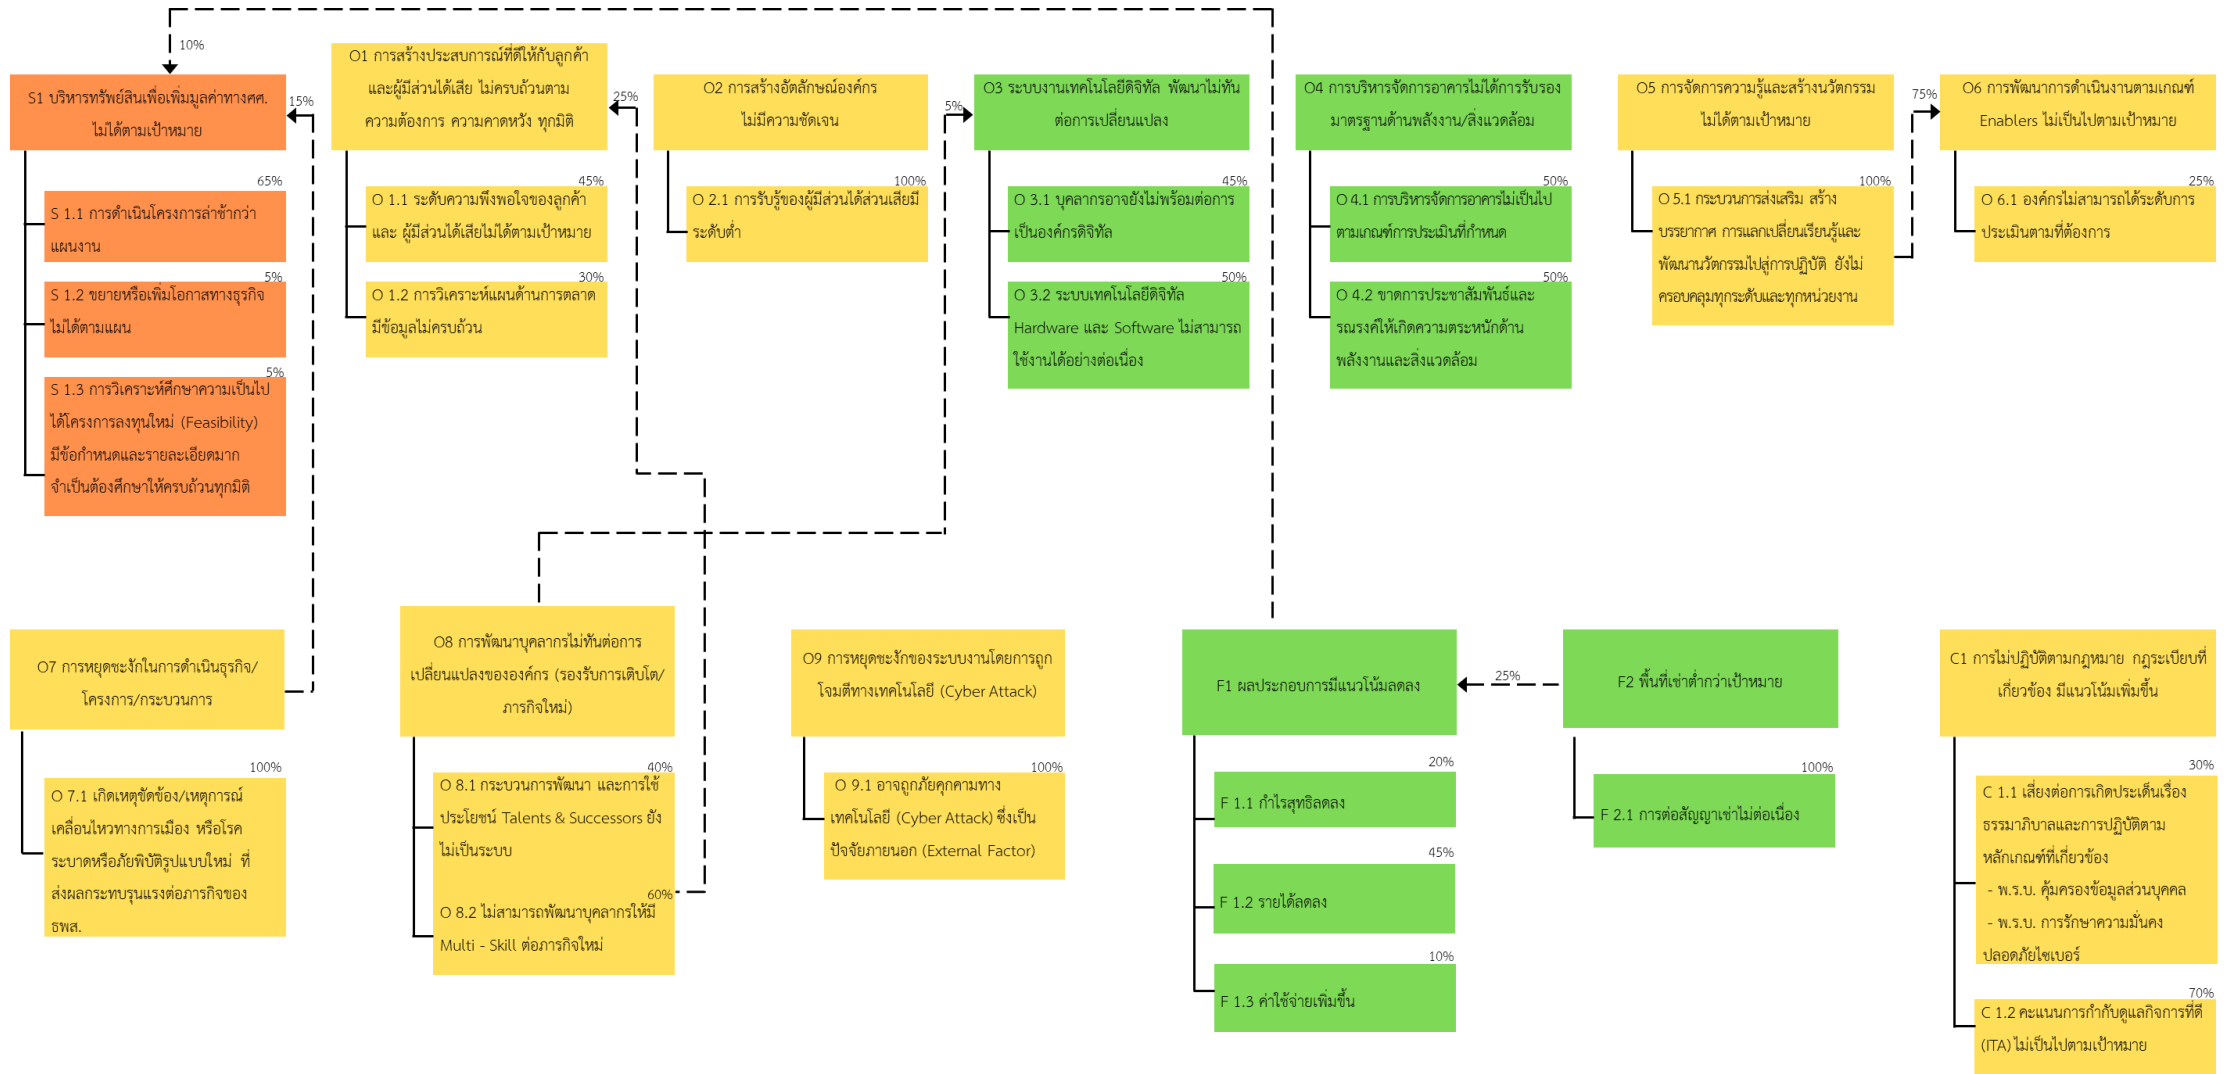 10%
S1 บริหารทรัพย์สินเพื่อเพิ่มมูลค่าทางศศ.
ไม่ได้ตามเป้าหมาย
15%
65%
S 1.1 การดำเนินโครงการล่าช้ากว่า
แผนงาน
5%
S 1.2 ขยายหรือเพิ่มโอกาสทางธุรกิจ
ไม่ได้ตามแผน
5%
S 1.3 การวิเคราะห์ศึกษาความเป็นไป
ได้โครงการลงทุนใหม่ (Feasibility)
มีข้อกำหนดและรายละเอียดมาก
จำเป็นต้องศึกษาให้ครบถ้วนทุกมิติ
O1 การสร้างประสบการณ์ที่ดีให้กับลูกค้า
และผู้มีส่วนได้เสีย ไม่ครบถ้วนตาม
ความต้องการ ความคาดหวัง ทุกมิติ
25%
45%
O 1.1 ระดับความพึงพอใจของลูกค้า
และ ผู้มีส่วนได้เสียไม่ได้ตามเป้าหมาย
30%
O 1.2 การวิเคราะห์แผนด้านการตลาด
มีข้อมูลไม่ครบถ้วน
O2 การสร้างอัตลักษณ์องค์กร
ไม่มีความชัดเจน
100%
O 2.1 การรับรู้ของผู้มีส่วนได้ส่วนเสียมี
ระดับต่ำ
5%
O3 ระบบงานเทคโนโลยีดิจิทัล พัฒนาไม่ทัน
ต่อการเปลี่ยนแปลง
45%
O 3.1 บุคลากรอาจยังไม่พร้อมต่อการ
เป็นองค์กรดิจิทัล
50%
O 3.2 ระบบเทคโนโลยีดิจิทัล
Hardware และ Software ไม่สามารถ
ใช้งานได้อย่างต่อเนื่อง
O4 การบริหารจัดการอาคารไม่ได้การรับรอง
มาตรฐานด้านพลังงาน/สิ่งแวดล้อม
50%
O 4.1 การบริหารจัดการอาคารไม่เป็นไป
ตามเกณฑ์การประเมินที่กำหนด
50%
O 4.2 ขาดการประชาสัมพันธ์และ
รณรงค์ให้เกิดความตระหนักด้าน
พลังงานและสิ่งแวดล้อม
O5 การจัดการความรู้และสร้างนวัตกรรม
ไม่ได้ตามเป้าหมาย
100%
O 5.1 กระบวนการส่งเสริม สร้าง
บรรยากาศ การแลกเปลี่ยนเรียนรู้และ
พัฒนานวัตกรรมไปสู่การปฏิบัติ ยังไม่
ครอบคลุมทุกระดับและทุกหน่วยงาน
75%
O6 การพัฒนาการดำเนินงานตามเกณฑ์
Enablers ไม่เป็นไปตามเป้าหมาย
25%
O 6.1 องค์กรไม่สามารถได้ระดับการ
ประเมินตามที่ต้องการ
O7 การหยุดชะงักในการดำเนินธุรกิจ/
โครงการ/กระบวนการ
100%
O 7.1 เกิดเหตุขัดข้อง/เหตุการณ์
เคลื่อนไหวทางการเมือง หรือโรค
ระบาดหรือภัยพิบัติรูปแบบใหม่ ที่
ส่งผลกระทบรุนแรงต่อภารกิจของ
ธพส.
O8 การพัฒนาบุคลากรไม่ทันต่อการ
เปลี่ยนแปลงขององค์กร (รองรับการเติบโต/
ภารกิจใหม่)
40%
O 8.1 กระบวนการพัฒนา และการใช้
ประโยชน์ Talents & Successors ยัง
ไม่เป็นระบบ
60%
O 8.2 ไม่สามารถพัฒนาบุคลากรให้มี
Multi - Skill ต่อภารกิจใหม่
O9 การหยุดชะงักของระบบงานโดยการถูก
โจมตีทางเทคโนโลยี (Cyber Attack)
100%
O 9.1 อาจถูกภัยคุกคามทาง
เทคโนโลยี (Cyber Attack) ซึ่งเป็น
ปัจจัยภายนอก (External Factor)
F1 ผลประกอบการมีแนวโน้มลดลง
20%
F 1.1 กำไรสุทธิลดลง
45%
F 1.2 รายได้ลดลง
10%
F 1.3 ค่าใช้จ่ายเพิ่มขึ้น
25%
F2 พื้นที่เช่าต่ำกว่าเป้าหมาย
100%
F 2.1 การต่อสัญญาเช่าไม่ต่อเนื่อง
C1 การไม่ปฏิบัติตามกฎหมาย กฎระเบียบที่
เกี่ยวข้อง มีแนวโน้มเพิ่มขึ้น
30%
C 1.1 เสี่ยงต่อการเกิดประเด็นเรื่อง
ธรรมาภิบาลและการปฏิบัติตาม
หลักเกณฑ์ที่เกี่ยวข้อง
- พ.ร.บ. คุ้มครองข้อมูลส่วนบุคคล
- พ.ร.บ. การรักษาความมั่นคง
ปลอดภัยไซเบอร์
70%
C 1.2 คะแนนการกำกับดูแลกิจการที่ดี
(ITA) ไม่เป็นไปตามเป้าหมาย